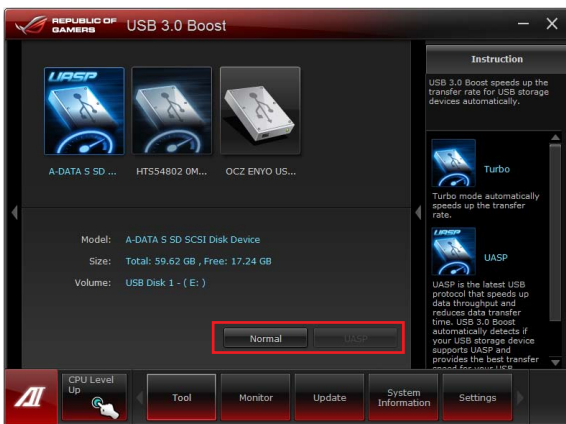 REPUBLIC OF
GAMERS
USB 3.0 Boost
UASP
A-DATA S SD ...
HTS54802 0M...
OCZ ENYO US...
Model: A-DATA S SD SCSI Disk Device
Size: Total: 59.62 GB , Free: 17.24 GB
Volume: USB Disk 1 - ( E: )
Normal
UASP
Instruction
USB 3.0 Boost speeds up the
transfer rate for USB storage
devices automatically.
Turbo
Turbo mode automatically
speeds up the transfer
rate.
UASP
UASP
UASP is the latest USB
protocol that speeds up
data throughput and
reduces data transfer
time. USB 3.0 Boost
automatically detects if
your USB storage device
supports UASP and
provides the best transfer
speed for your USB
AI
CPU Level
Up
Tool
Monitor
Update
System
Information
Settings